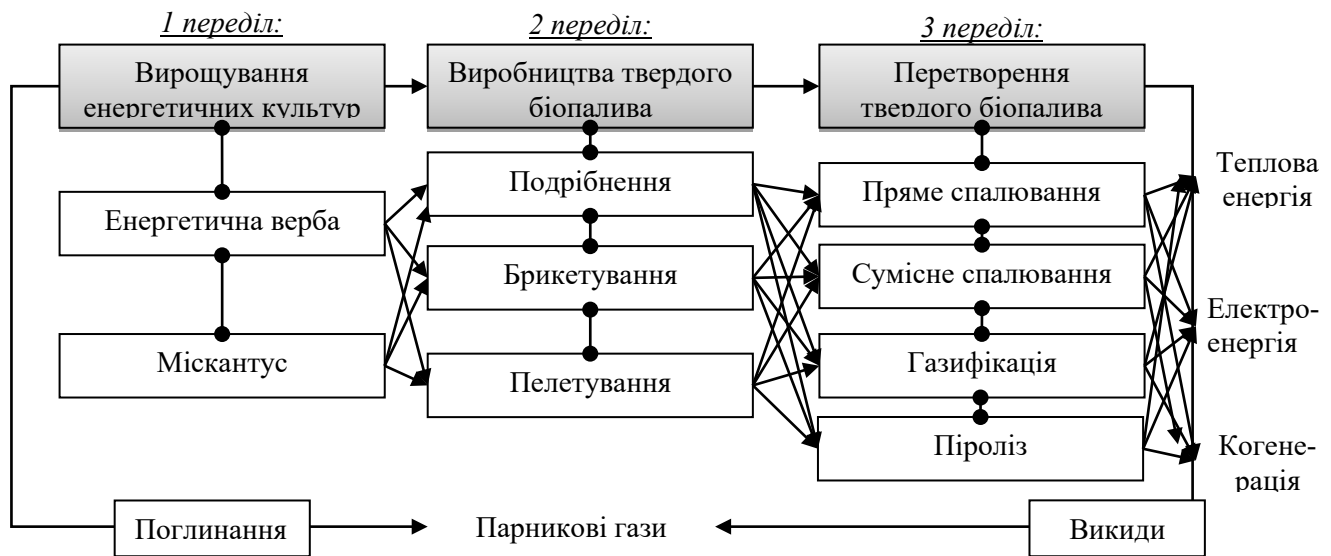 1 переділ:
2 переділ:
3 переділ:
Вирощування
енергетичних культур
Виробництва твердого
біопалива
Перетворення
твердого біопалива
Енергетична верба
Міскантус
Подрібнення
Брикетування
Пелетування
Пряме спалювання
Сумісне спалювання
Газифікація
Піроліз
Теплова
енергія
Електро-
енергія
Когене-
рація
Поглинання
Парникові гази
Викиди